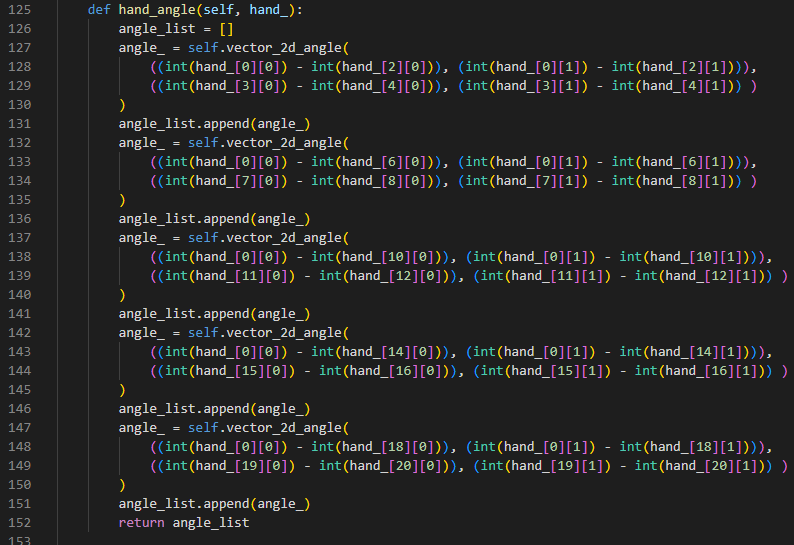 125 def hand_angle(self, hand_):
126 angle_list = []
127 angle_ = self.vector_2d_angle(
128 ((int(hand_[0][0]) - int(hand_[2][0])), (int(hand_[0][1]) - int(hand_[2][1]))),
129 ((int(hand_[3][0]) - int(hand_[4][0])), (int(hand_[3][1]) - int(hand_[4][1]))) )
130 )
131 angle_list.append(angle_)
132 angle_ = self.vector_2d_angle(
133 ((int(hand_[0][0]) - int(hand_[6][0])), (int(hand_[0][1]) - int(hand_[6][1]))),
134 ((int(hand_[7][0]) - int(hand_[8][0])), (int(hand_[7][1]) - int(hand_[8][1]))) )
135 )
136 angle_list.append(angle_)
137 angle_ = self.vector_2d_angle(
138 ((int(hand_[0][0]) - int(hand_[10][0])), (int(hand_[0][1]) - int(hand_[10][1]))),
139 ((int(hand_[11][0]) - int(hand_[12][0])), (int(hand_[11][1]) - int(hand_[12][1]))) )
140 )
141 angle_list.append(angle_)
142 angle_ = self.vector_2d_angle(
143 ((int(hand_[0][0]) - int(hand_[14][0])), (int(hand_[0][1]) - int(hand_[14][1]))),
144 ((int(hand_[15][0]) - int(hand_[16][0])), (int(hand_[15][1]) - int(hand_[16][1]))) )
145 )
146 angle_list.append(angle_)
147 angle_ = self.vector_2d_angle(
148 ((int(hand_[0][0]) - int(hand_[18][0])), (int(hand_[0][1]) - int(hand_[18][1]))),
149 ((int(hand_[19][0]) - int(hand_[20][0])), (int(hand_[19][1]) - int(hand_[20][1]))) )
150 )
151 angle_list.append(angle_)
152 return angle_list
153